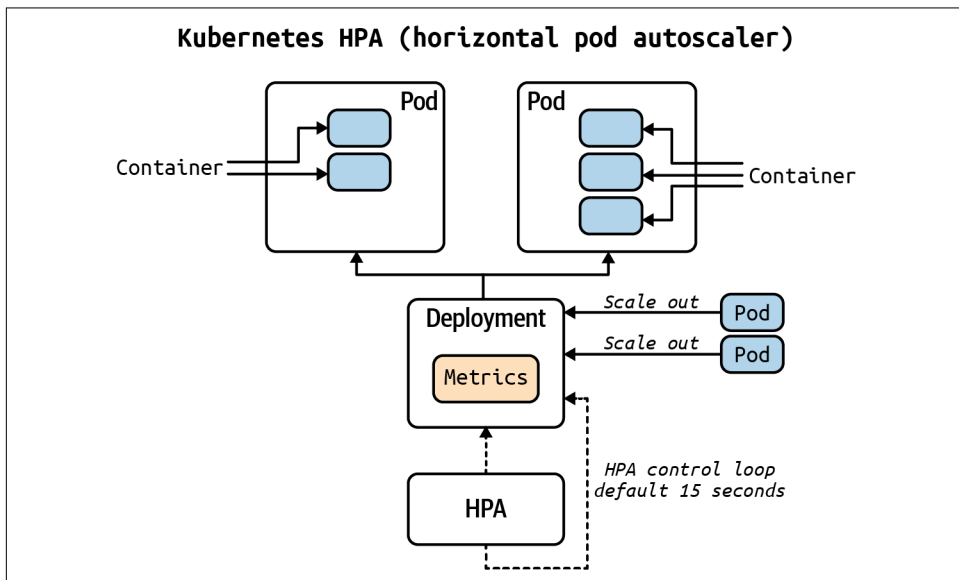 Kubernetes HPA (horizontal pod autoscaler)
Pod
Pod
Container
Container
Deployment
Metrics
Scale out
Pod
Scale out
Pod
HPA control loop
default 15 seconds
HPA